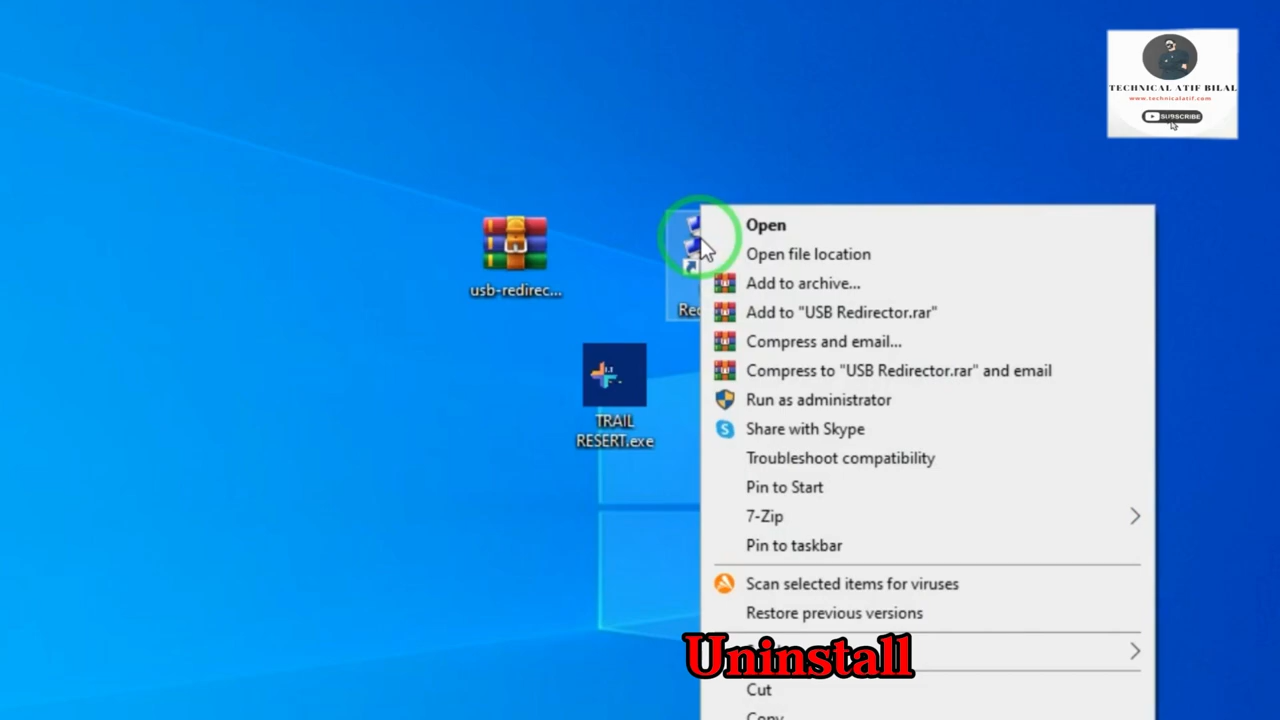 TECHNICAL ATIF BILAL
www.technicalatif.com
SUBSCRIBE
usb-redirec...
TRAIL
RESERT.exe
Open
Open file location
Add to archive...
Add to "USB Redirector.rar"
Compress and email...
Compress to "USB Redirector.rar" and email
Run as administrator
Share with Skype
Troubleshoot compatibility
Pin to Start
7-Zip
Pin to taskbar
Scan selected items for viruses
Restore previous versions
Uninstall
Cut
Copy